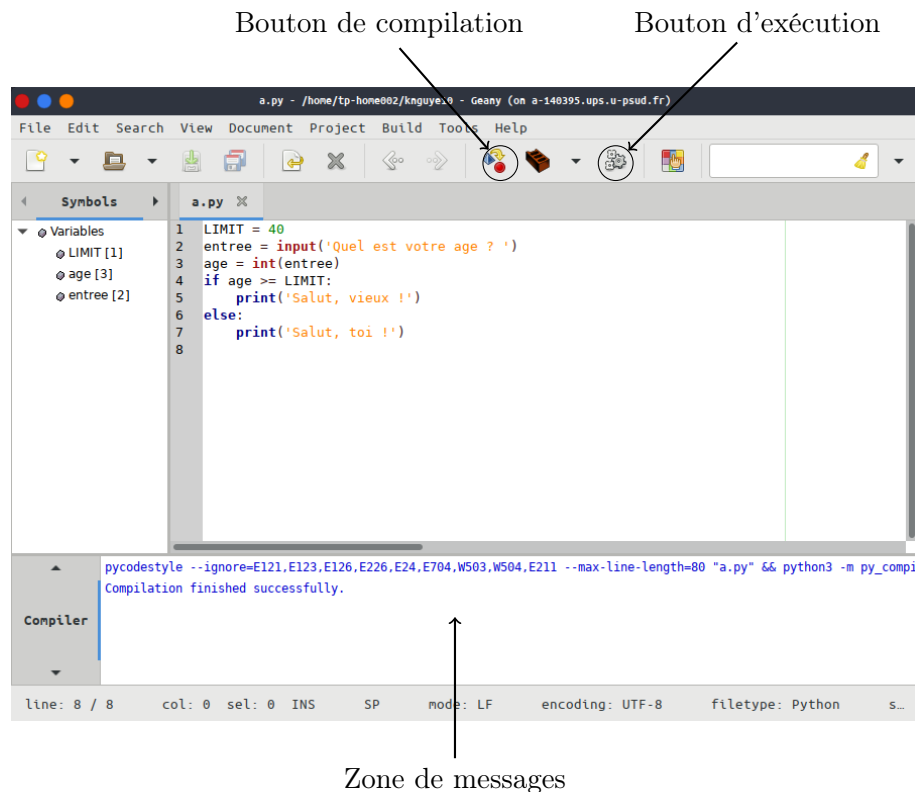 Bouton de compilation Bouton d'exécution
a.py - /home/tp-home002/knguye10 - Geany (on a-140395.ups.u-psud.fr)
File Edit Search View Document Project Build Tools Help
Symbols a.py
Variables
LIMIT [1]
age [3]
entree [2]
1 LIMIT = 40
2 entree = input('Quel est votre age ? ')
3 age = int(entree)
4 if age >= LIMIT:
5     print('Salut, vieux !')
6 else:
7     print('Salut, toi !')
8
pycodestyle --ignore=E121,E123,E126,E226,E24,E704,W503,W504,E211 --max-line-length=80 "a.py" && python3 -m py_compi
Compilation finished successfully.
Compiler
line: 8 / 8 col: 0 sel: 0 INS SP mode: LF encoding: UTF-8 filetype: Python s…
Zone de messages